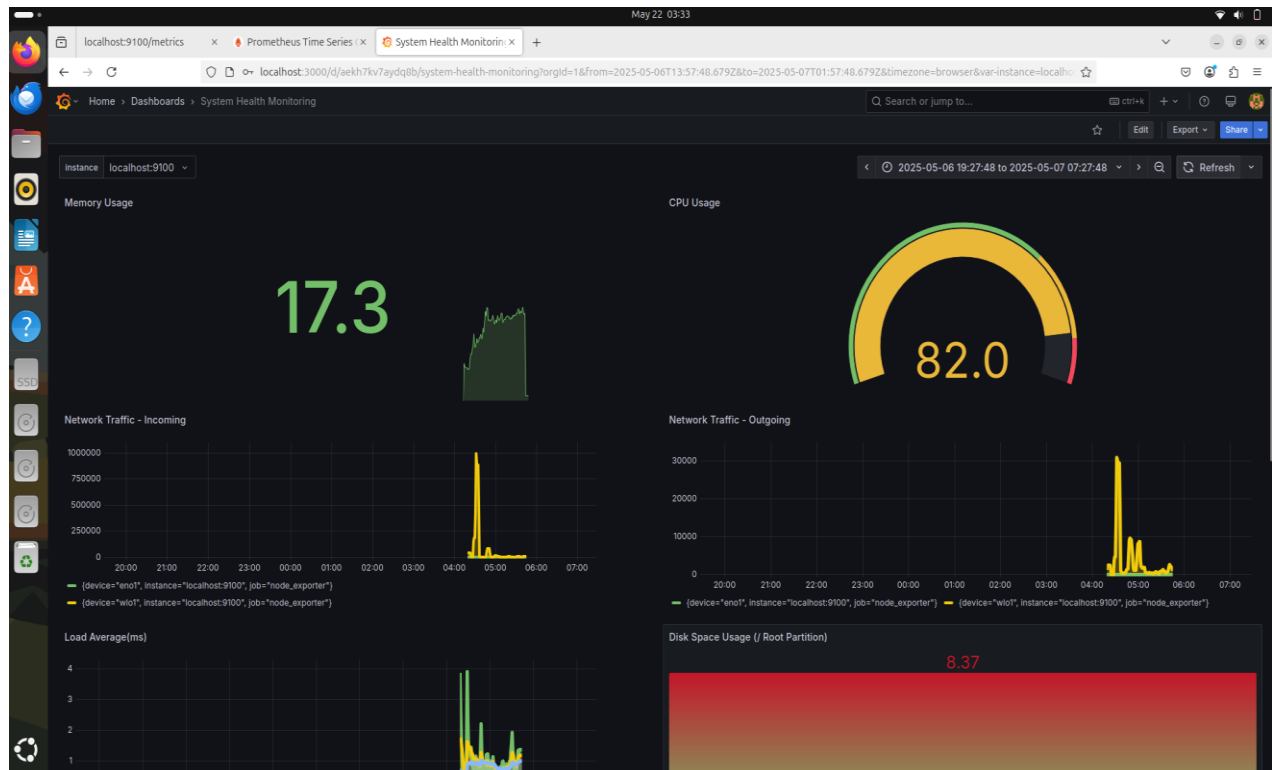 May 22 03:33
localhost:9100/metrics
Prometheus Time Series
System Health Monitoring
localhost:3000/d/aekh7kv7aydq8b/system-health-monitoring?orgId=1&from=2025-05-06T13:57:48.679Z&to=2025-05-07T01:57:48.679Z&timezone=browser&var-instance=localho
Home › Dashboards › System Health Monitoring
Search or jump to...
ctrl+k
Edit
Export
Share
instance
localhost:9100
2025-05-06 19:27:48 to 2025-05-07 07:27:48
Refresh
Memory Usage
17.3
CPU Usage
82.0
Network Traffic - Incoming
1000000
750000
500000
250000
0
20:00 21:00 22:00 23:00 00:00 01:00 02:00 03:00 04:00 05:00 06:00 07:00
{device="eno1", instance="localhost:9100", job="node_exporter"}
{device="wlo1", instance="localhost:9100", job="node_exporter"}
Network Traffic - Outgoing
30000
20000
10000
0
20:00 21:00 22:00 23:00 00:00 01:00 02:00 03:00 04:00 05:00 06:00 07:00
{device="eno1", instance="localhost:9100", job="node_exporter"} {device="wlo1", instance="localhost:9100", job="node_exporter"}
Load Average(ms)
4
3
2
1
Disk Space Usage (/ Root Partition)
8.37
SSD